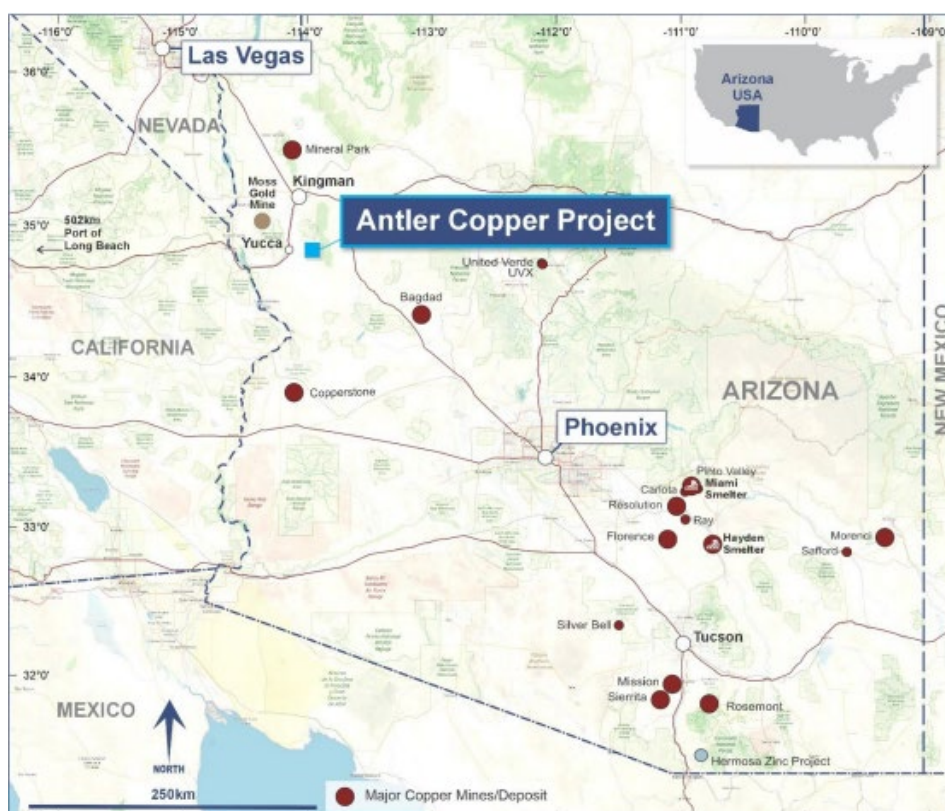 -116°0'
-115°0'
-114°0'
-113°0'
-112°0'
-111°0'
-110°0'
-109°0'
36°0'
Las Vegas
Arizona
USA
NEVADA
Mineral Park
Kingman
Moss
Gold
Mine
Antler Copper Project
502km
Port of
Long Beach
35°0'
Yucca
United Verde
UVX
Bagdad
CALIFORNIA
34°0'
Copperstone
ARIZONA
NEW MEXICO
Phoenix
Pinto Valley
Miami
Smelter
Carlota
Resolution
Ray
33°0'
Florence
Hayden
Smelter
Morenci
Safford
Silver Bell
Tucson
32°0'
Mission
Sierrita
Rosemont
MEXICO
Hermosa Zinc Project
NORTH
250km
Major Copper Mines/Deposit